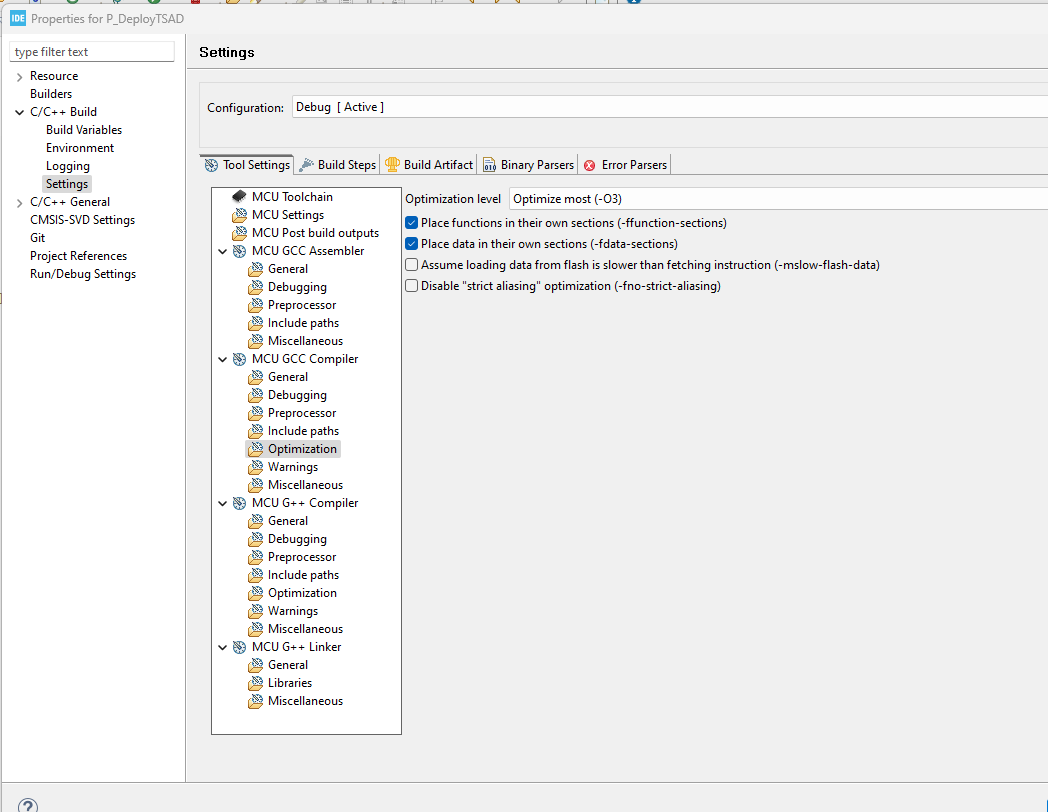 IDE Properties for P_DeployTSAD
type filter text
Resource
Builders
C/C++ Build
Build Variables
Environment
Logging
Settings
C/C++ General
CMSIS-SVD Settings
Git
Project References
Run/Debug Settings
Settings
Configuration: Debug [ Active ]
Tool Settings Build Steps Build Artifact Binary Parsers Error Parsers
MCU Toolchain
MCU Settings
MCU Post build outputs
MCU GCC Assembler
General
Debugging
Preprocessor
Include paths
Miscellaneous
MCU GCC Compiler
General
Debugging
Preprocessor
Include paths
Optimization
Warnings
Miscellaneous
MCU G++ Compiler
General
Debugging
Preprocessor
Include paths
Optimization
Warnings
Miscellaneous
MCU G++ Linker
General
Libraries
Miscellaneous
Optimization level Optimize most (-O3)
Place functions in their own sections (-ffunction-sections)
Place data in their own sections (-fdata-sections)
Assume loading data from flash is slower than fetching instruction (-mslow-flash-data)
Disable "strict aliasing" optimization (-fno-strict-aliasing)
?